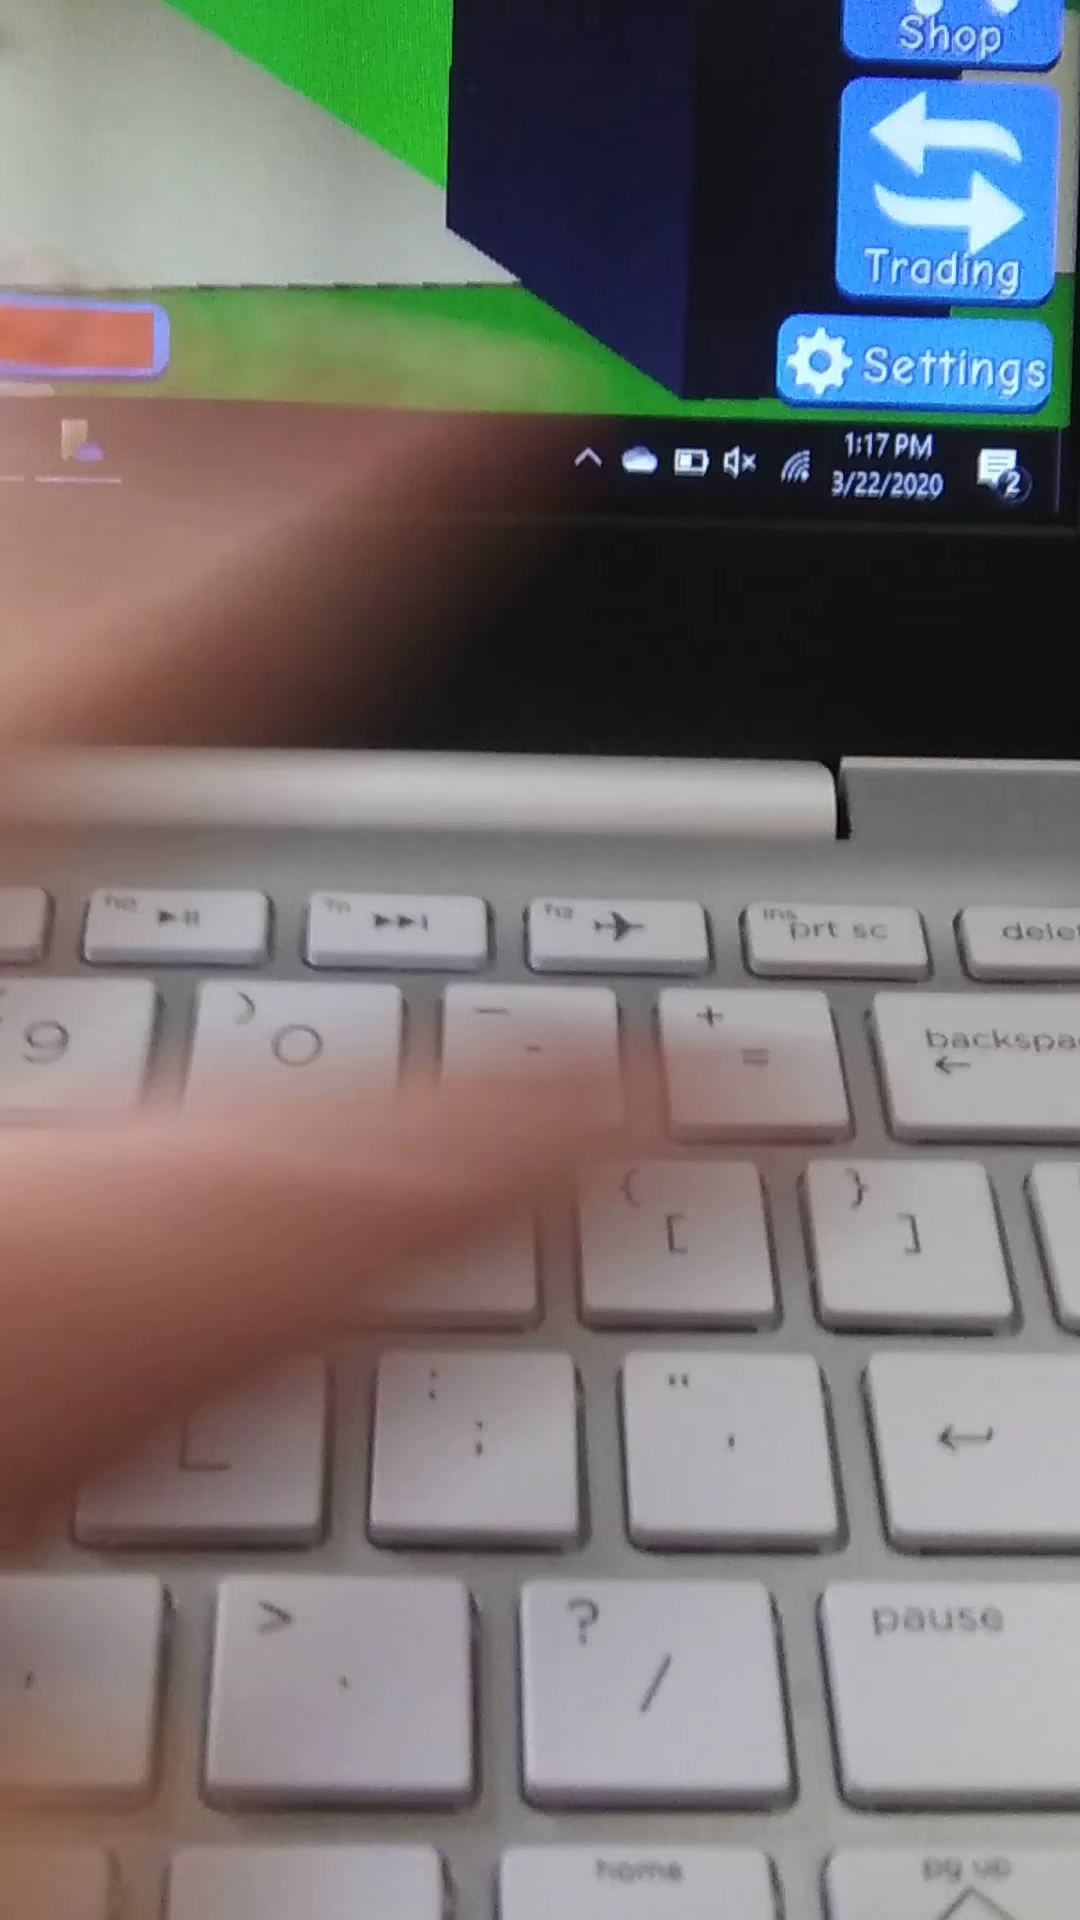 Shop
Trading
Settings
1:17 PM
3/22/2020
2
ins
prt sc
9
)
0
_
-
+
=
backspa
←
{
[
}
]
L
:
;
"
'
>
.
?
/
pause
,
home
pg up